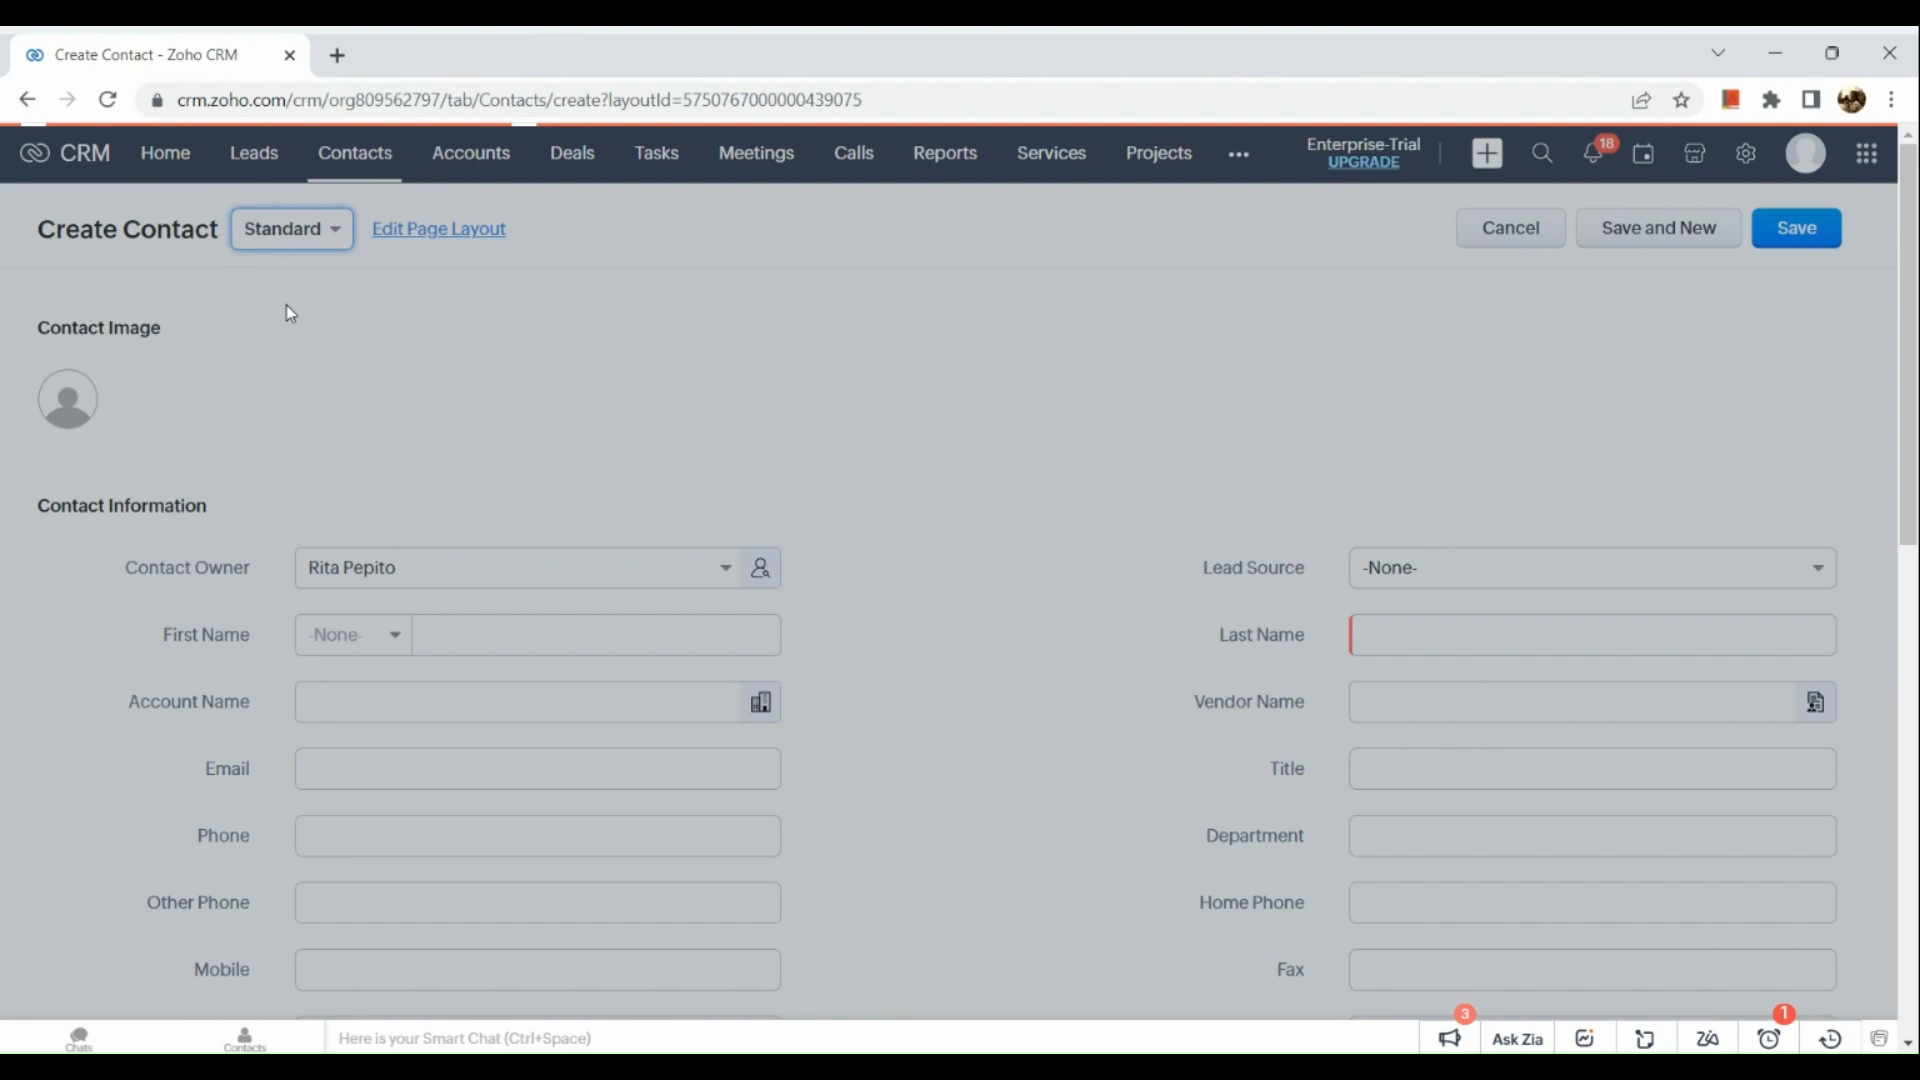 Create Contact - Zoho CRM
crm.zoho.com/crm/org809562797/tab/Contacts/create?layoutId=5750767000000439075
CRM Home Leads Contacts Accounts Deals Tasks Meetings Calls Reports Services Projects ••• Enterprise-Trial 18
UPGRADE
Create Contact Standard Edit Page Layout Cancel Save and New Save
Contact Image
Contact Information
Contact Owner Rita Pepito Lead Source -None-
First Name -None- Last Name
Account Name Vendor Name
Email Title
Phone Department
Other Phone Home Phone
Mobile Fax
3 1
Chats Contacts Here is your Smart Chat (Ctrl+Space) Ask Zia